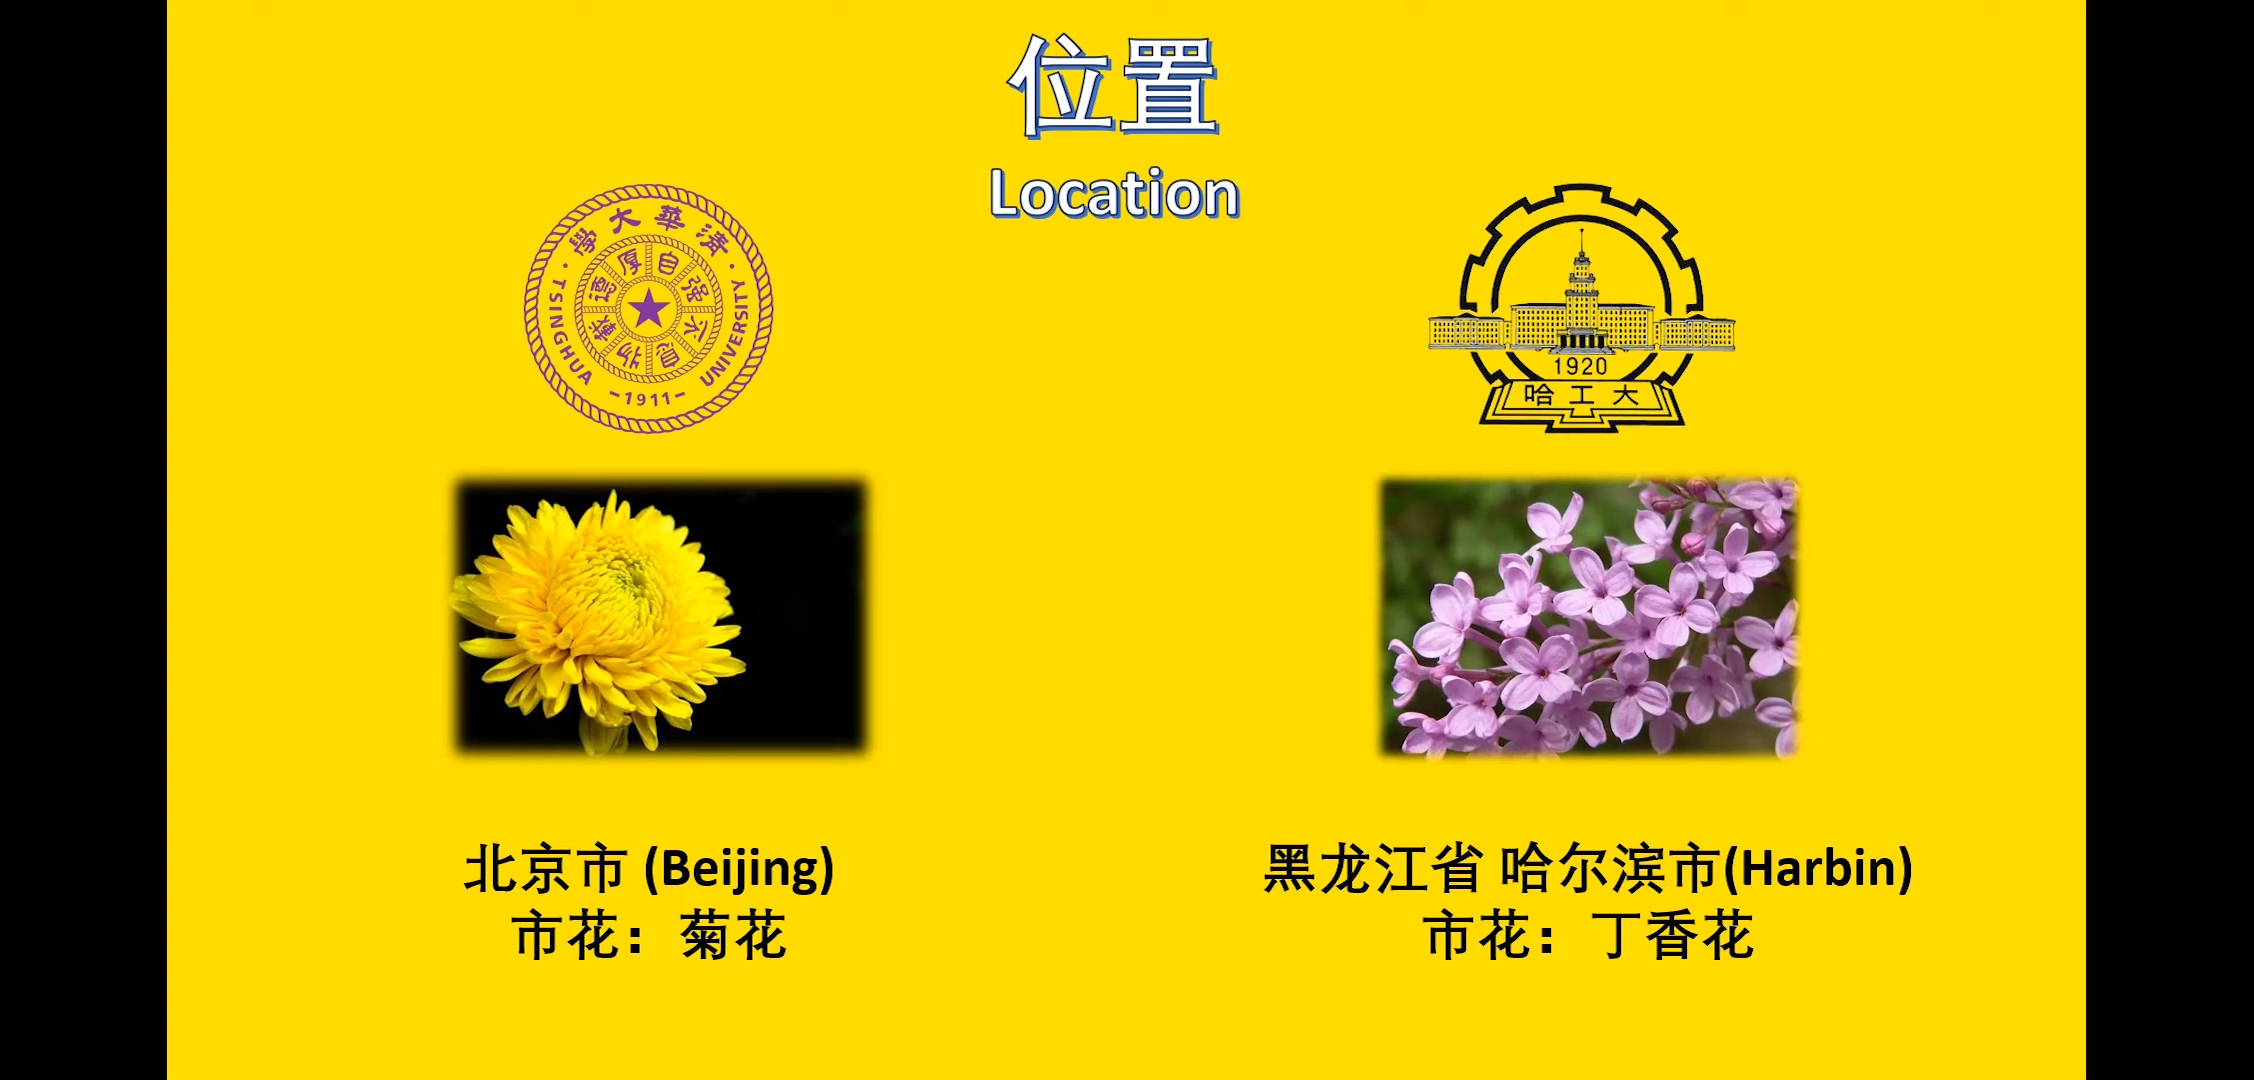 位置
Location
清華大學
TSINGHUA UNIVERSITY
自强不息
厚德載物
1911
1920
哈工大
北京市 (Beijing)
市花：菊花
黑龙江省 哈尔滨市(Harbin)
市花：丁香花